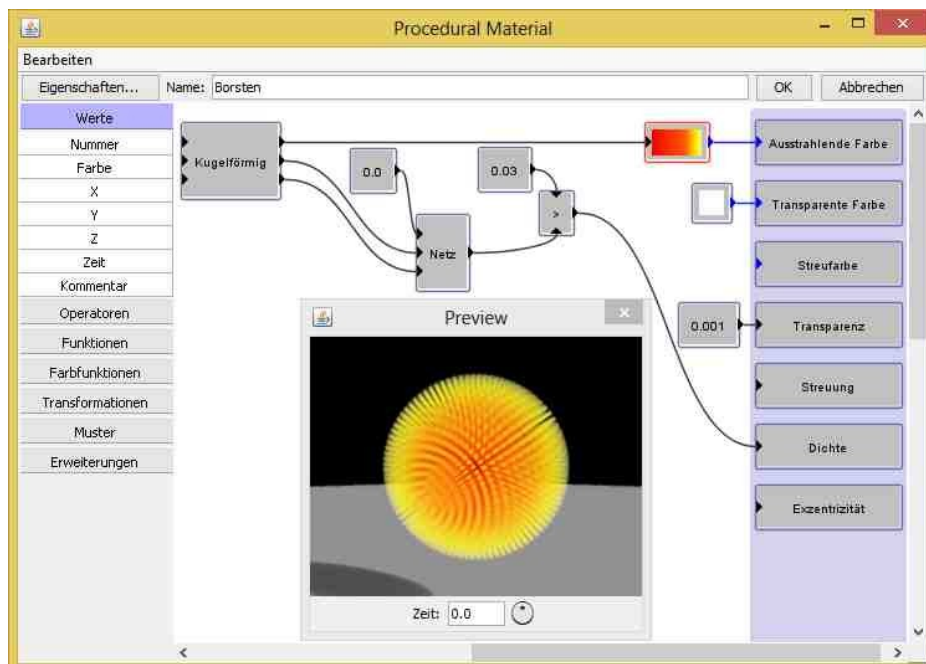 Procedural Material
Bearbeiten
Eigenschaften...
Name: Borsten
OK
Abbrechen
Werte
Nummer
Farbe
X
Y
Z
Zeit
Kommentar
Operatoren
Funktionen
Farbfunktionen
Transformationen
Muster
Erweiterungen
Kugelförmig
0.0
0.03
>
Netz
0.001
Ausstrahlende Farbe
Transparente Farbe
Streufarbe
Transparenz
Streuung
Dichte
Exzentrizität
Preview
Zeit: 0.0